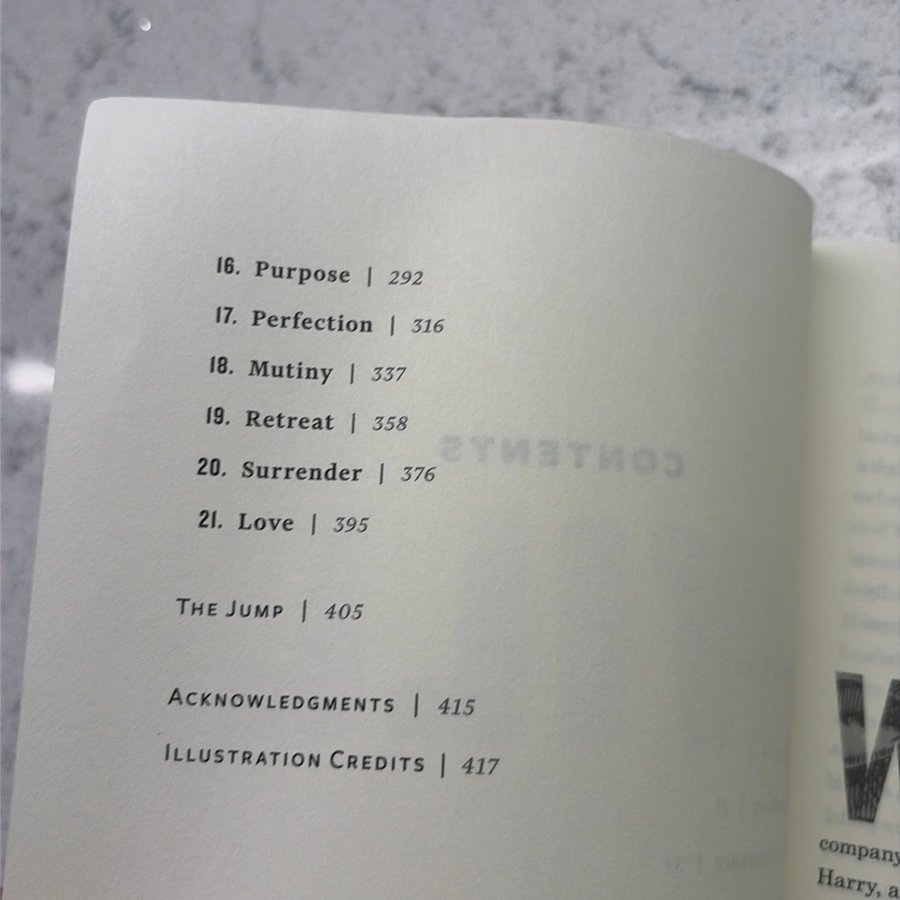 16. Purpose | 292
17. Perfection | 316
18. Mutiny | 337
19. Retreat | 358
20. Surrender | 376
21. Love | 395
THE JUMP | 405
ACKNOWLEDGMENTS | 415
ILLUSTRATION CREDITS | 417
CONTENTS
W
company
Harry, a